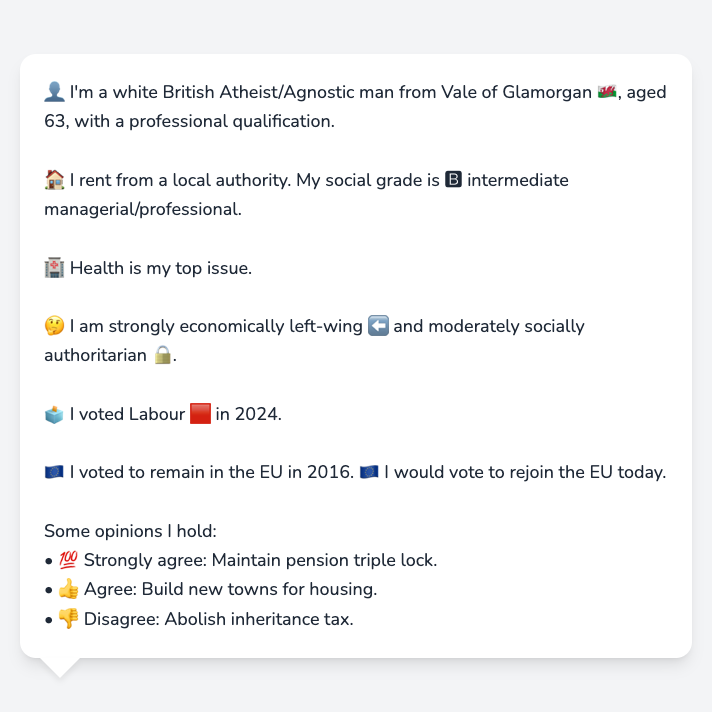 👤 I'm a white British Atheist/Agnostic man from Vale of Glamorgan 🏴󠁧󠁢󠁷󠁬󠁳󠁿, aged
63, with a professional qualification.
🏠 I rent from a local authority. My social grade is 🅱 intermediate
managerial/professional.
🏥 Health is my top issue.
🤔 I am strongly economically left-wing ⬅️ and moderately socially
authoritarian 🔒.
🗳️ I voted Labour 🟥 in 2024.
🇪🇺 I voted to remain in the EU in 2016. 🇪🇺 I would vote to rejoin the EU today.
Some opinions I hold:
• 💯 Strongly agree: Maintain pension triple lock.
• 👍 Agree: Build new towns for housing.
• 👎 Disagree: Abolish inheritance tax.